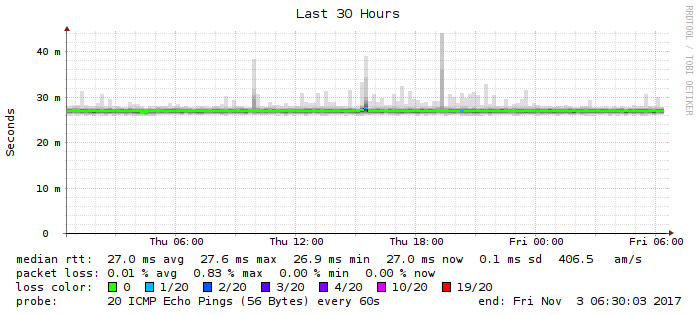 Last 30 Hours
RRDTOOL / TOBI OETIKER
Seconds
40 m
30 m
20 m
10 m
0
Thu 06:00 Thu 12:00 Thu 18:00 Fri 00:00 Fri 06:00
median rtt: 27.0 ms avg 27.6 ms max 26.9 ms min 27.0 ms now 0.1 ms sd 406.5 am/s
packet loss: 0.01 % avg 0.83 % max 0.00 % min 0.00 % now
loss color: 0 1/20 2/20 3/20 4/20 10/20 19/20
probe: 20 ICMP Echo Pings (56 Bytes) every 60s end: Fri Nov 3 06:30:03 2017